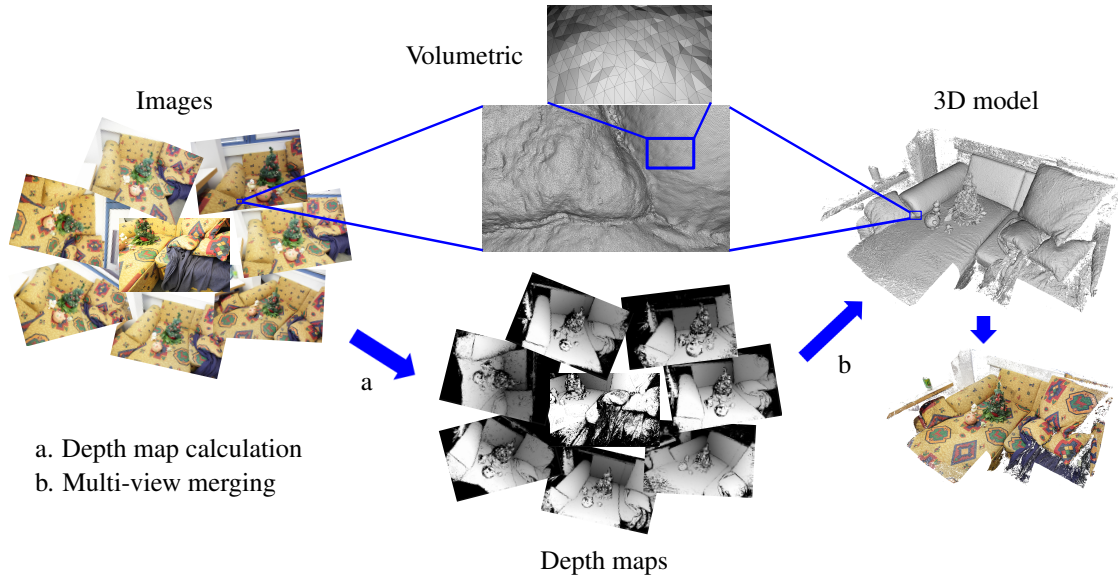 Volumetric
Images
3D model
a
b
a. Depth map calculation
b. Multi-view merging
Depth maps